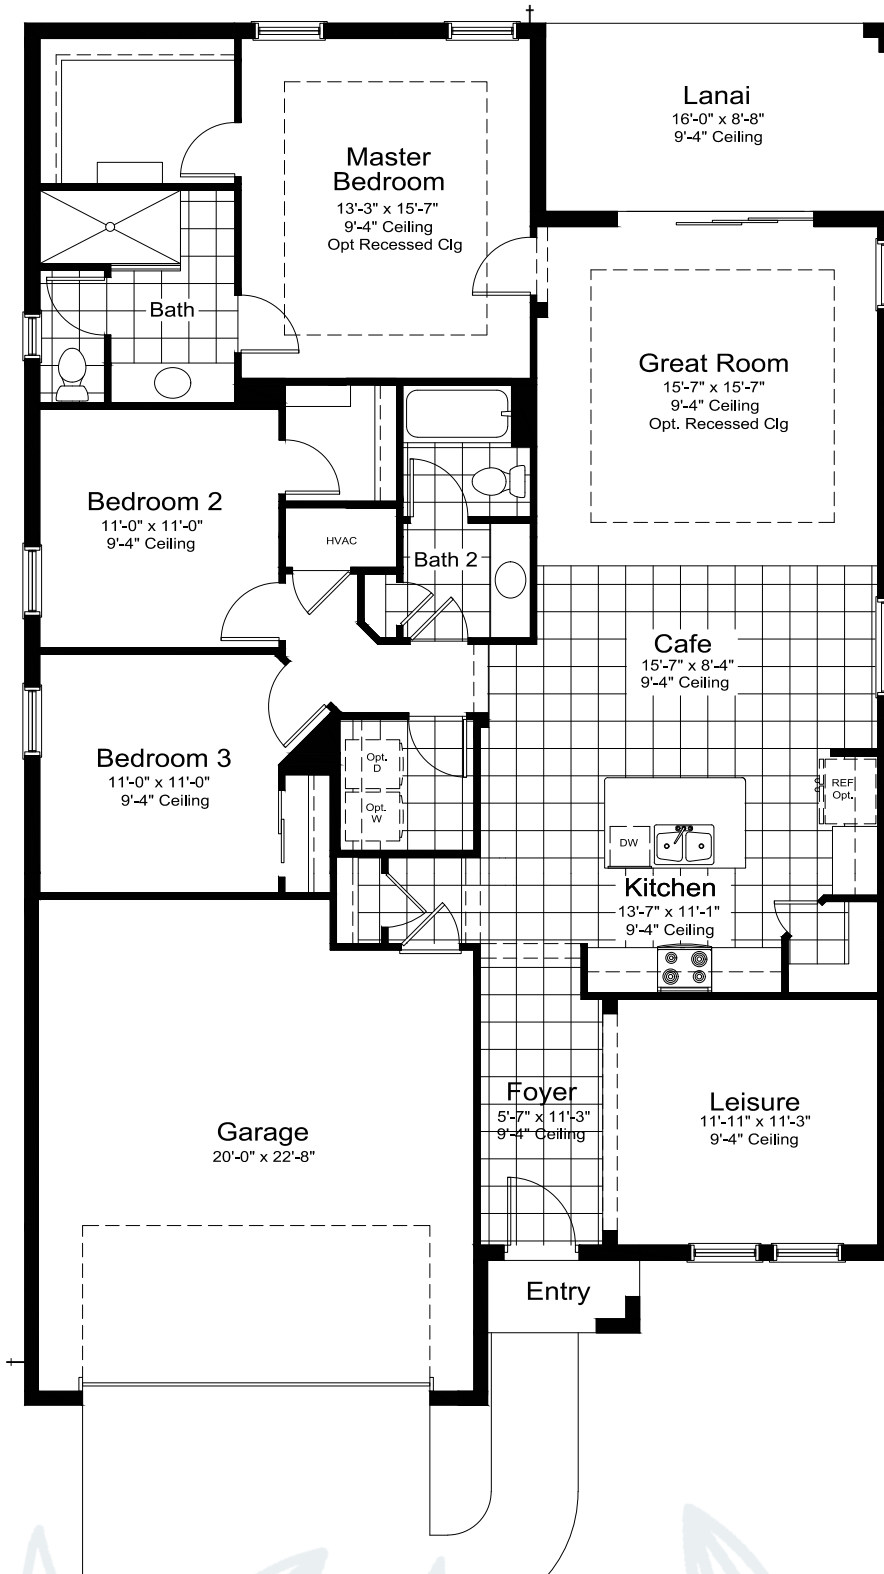 Lanai
16'-0" x 8'-8"
9'-4" Ceiling
Master
Bedroom
13'-3" x 15'-7"
9'-4" Ceiling
Opt Recessed Clg
Bath
Great Room
15'-7" x 15'-7"
9'-4" Ceiling
Opt. Recessed Clg
Bedroom 2
11'-0" x 11'-0"
9'-4" Ceiling
HVAC
Bath 2
Cafe
15'-7" x 8'-4"
9'-4" Ceiling
Bedroom 3
11'-0" x 11'-0"
9'-4" Ceiling
Opt.
D
Opt.
W
REF
Opt.
DW
Kitchen
13'-7" x 11'-1"
9'-4" Ceiling
Foyer
5'-7" x 11'-3"
9'-4" Ceiling
Leisure
11'-11" x 11'-3"
9'-4" Ceiling
Garage
20'-0" x 22'-8"
Entry